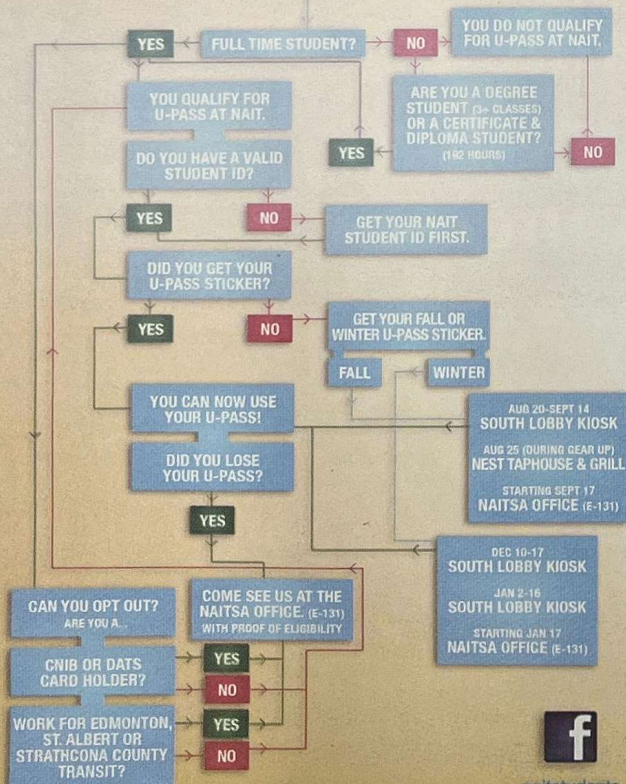 YES
FULL TIME STUDENT?
NO
YOU DO NOT QUALIFY
FOR U-PASS AT NAIT.
YOU QUALIFY FOR
U-PASS AT NAIT.
ARE YOU A DEGREE
STUDENT (3+ CLASSES)
OR A CERTIFICATE &
DIPLOMA STUDENT?
(192 HOURS)
YES
NO
DO YOU HAVE A VALID
STUDENT ID?
YES
NO
GET YOUR NAIT
STUDENT ID FIRST.
DID YOU GET YOUR
U-PASS STICKER?
YES
NO
GET YOUR FALL OR
WINTER U-PASS STICKER.
FALL
WINTER
YOU CAN NOW USE
YOUR U-PASS!
AUG 20-SEPT 14
SOUTH LOBBY KIOSK
AUG 25 (DURING GEAR UP)
NEST TAPHOUSE & GRILL
STARTING SEPT 17
NAITSA OFFICE (E-131)
DID YOU LOSE
YOUR U-PASS?
YES
DEC 10-17
SOUTH LOBBY KIOSK
JAN 2-16
SOUTH LOBBY KIOSK
STARTING JAN 17
NAITSA OFFICE (E-131)
COME SEE US AT THE
NAITSA OFFICE. (E-131)
WITH PROOF OF ELIGIBILITY
CAN YOU OPT OUT?
ARE YOU A...
CNIB OR DATS
CARD HOLDER?
YES
NO
WORK FOR EDMONTON,
ST. ALBERT OR
STRATHCONA COUNTY
TRANSIT?
YES
NO
f